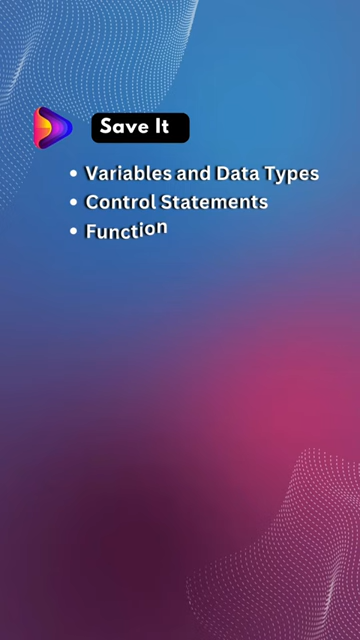 Save It
• Variables and Data Types
• Control Statements
• Function